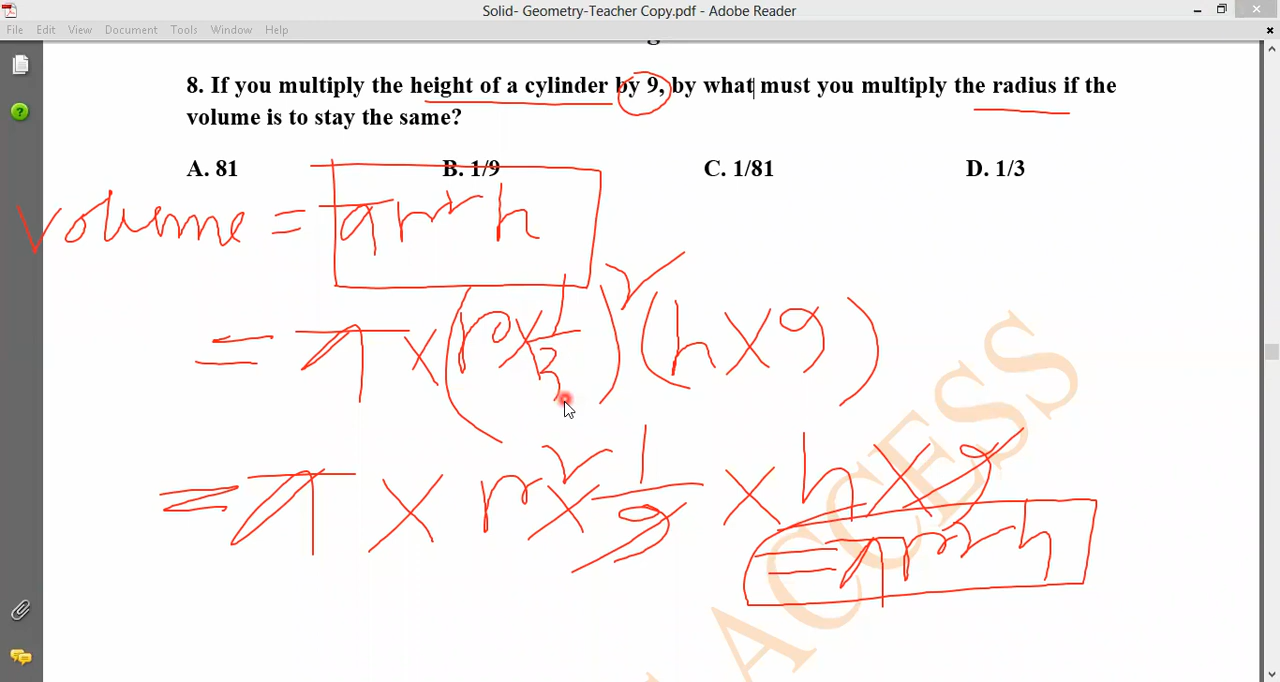 Solid- Geometry-Teacher Copy.pdf - Adobe Reader
File Edit View Document Tools Window Help
8. If you multiply the height of a cylinder by 9, by what must you multiply the radius if the
volume is to stay the same?
A. 81 B. 1/9 C. 1/81 D. 1/3
Volume = πr²h
= π × (r × 1/3)² (h × 9)
= π × r² × 1/9 × h × 9
= πr²h
ACCESS